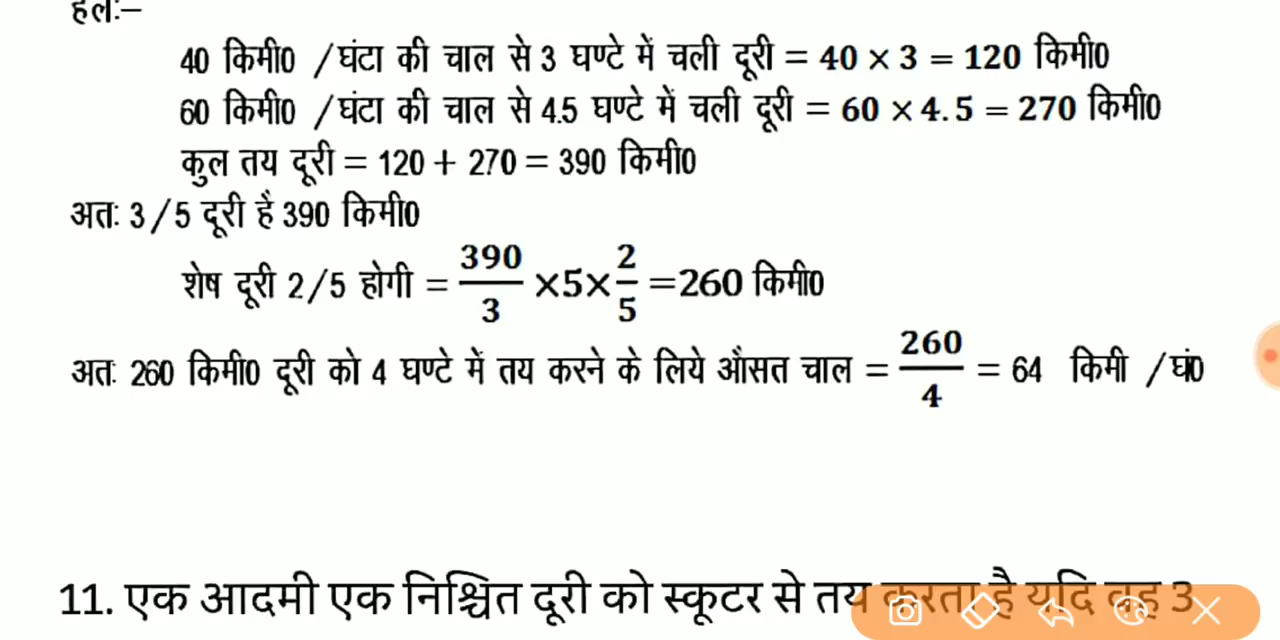 हल:–
40 किमी0 /घंटा की चाल से 3 घण्टे में चली दूरी = 40 × 3 = 120 किमी0
60 किमी0 /घंटा की चाल से 4.5 घण्टे में चली दूरी = 60 × 4.5 = 270 किमी0
कुल तय दूरी = 120 + 270 = 390 किमी0
अतः 3/5 दूरी है 390 किमी0
शेष दूरी 2/5 होगी = 390/3 ×5× 2/5 =260 किमी0
अतः 260 किमी0 दूरी को 4 घण्टे में तय करने के लिये औसत चाल = 260/4 = 64 किमी /घं0
11. एक आदमी एक निश्चित दूरी को स्कूटर से तय करता है यदि वह 3